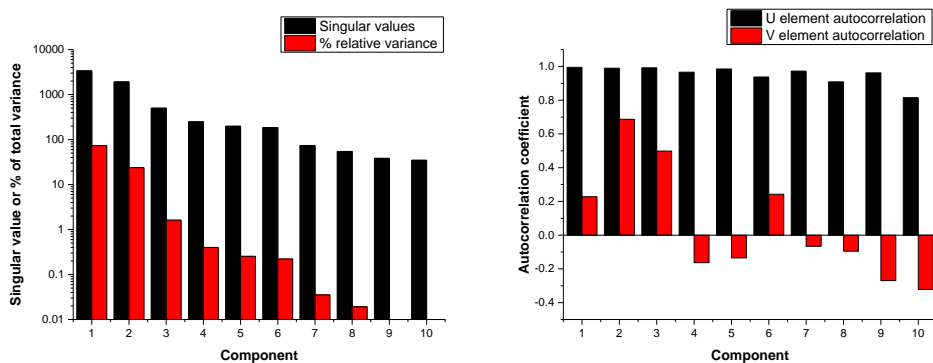 Singular values
% relative variance
10000
1000
100
10
1
0.1
0.01
Singular value or % of total variance
1 2 3 4 5 6 7 8 9 10
Component
U element autocorrelation
V element autocorrelation
1.0
0.8
0.6
0.4
0.2
0.0
-0.2
-0.4
Autocorrelation coefficient
1 2 3 4 5 6 7 8 9 10
Component